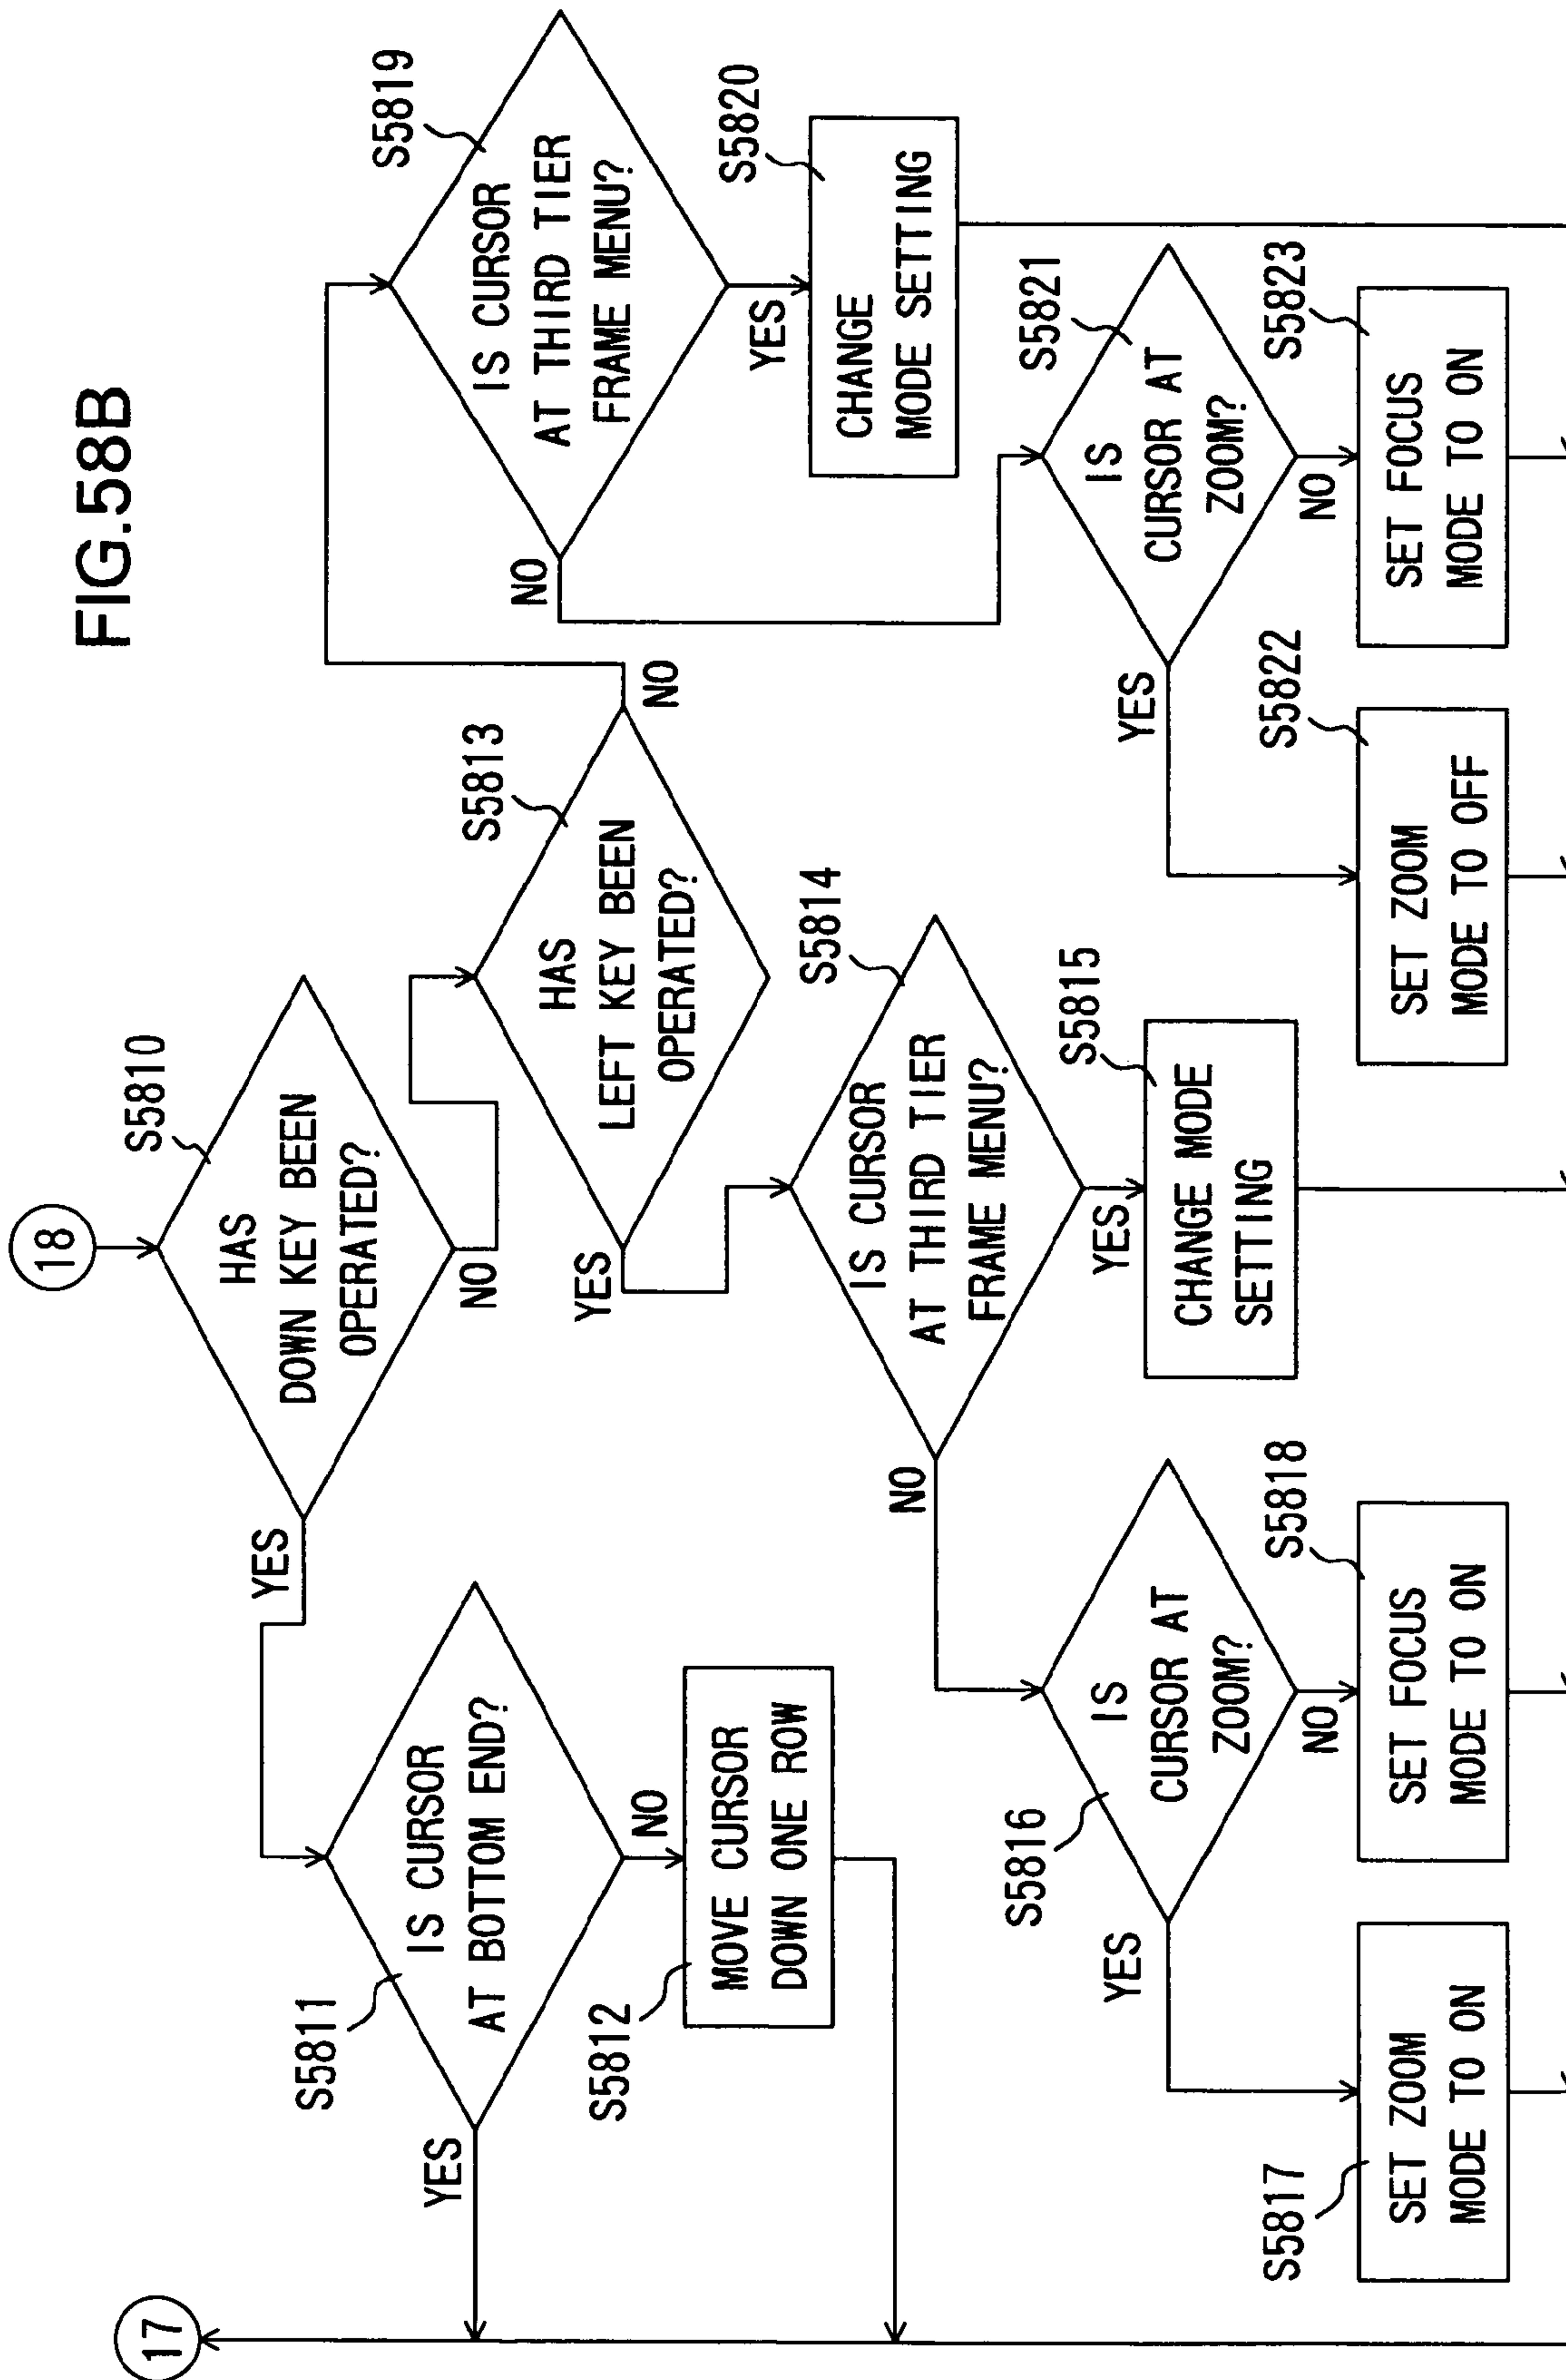 FIG.58B
18
S5810
HAS
DOWN KEY BEEN
OPERATED?
YES
NO
17
S5811
IS CURSOR
AT BOTTOM END?
YES
NO
S5812
MOVE CURSOR
DOWN ONE ROW
S5813
HAS
LEFT KEY BEEN
OPERATED?
YES
NO
S5814
IS CURSOR
AT THIRD TIER
FRAME MENU?
NO
YES
S5815
CHANGE MODE
SETTING
S5816
IS
CURSOR AT
ZOOM?
YES
NO
S5817
SET ZOOM
MODE TO ON
S5818
SET FOCUS
MODE TO ON
S5819
IS CURSOR
AT THIRD TIER
FRAME MENU?
NO
YES
S5820
CHANGE
MODE SETTING
S5821
IS
CURSOR AT
ZOOM?
YES
NO
S5822
SET ZOOM
MODE TO OFF
S5823
SET FOCUS
MODE TO ON